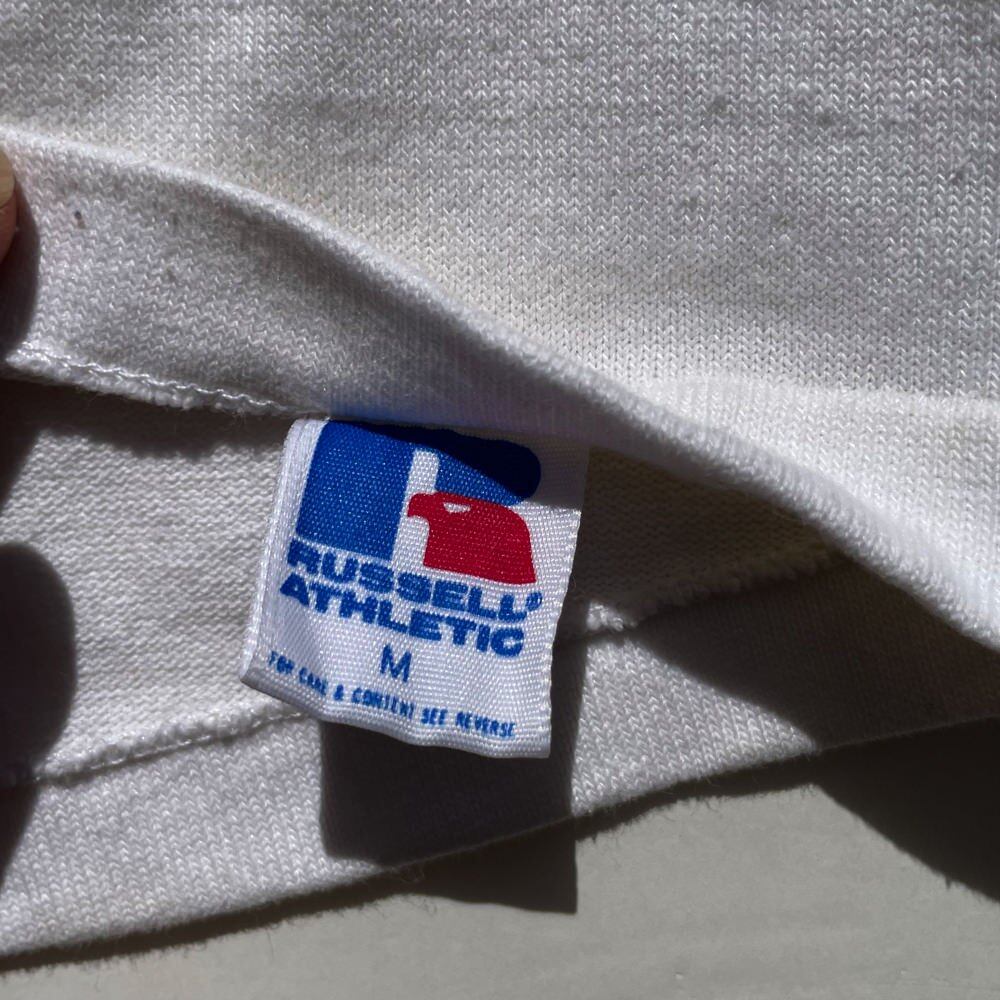 RUSSELL®
ATHLETIC
M
FOR CARE & CONTENT SEE REVERSE